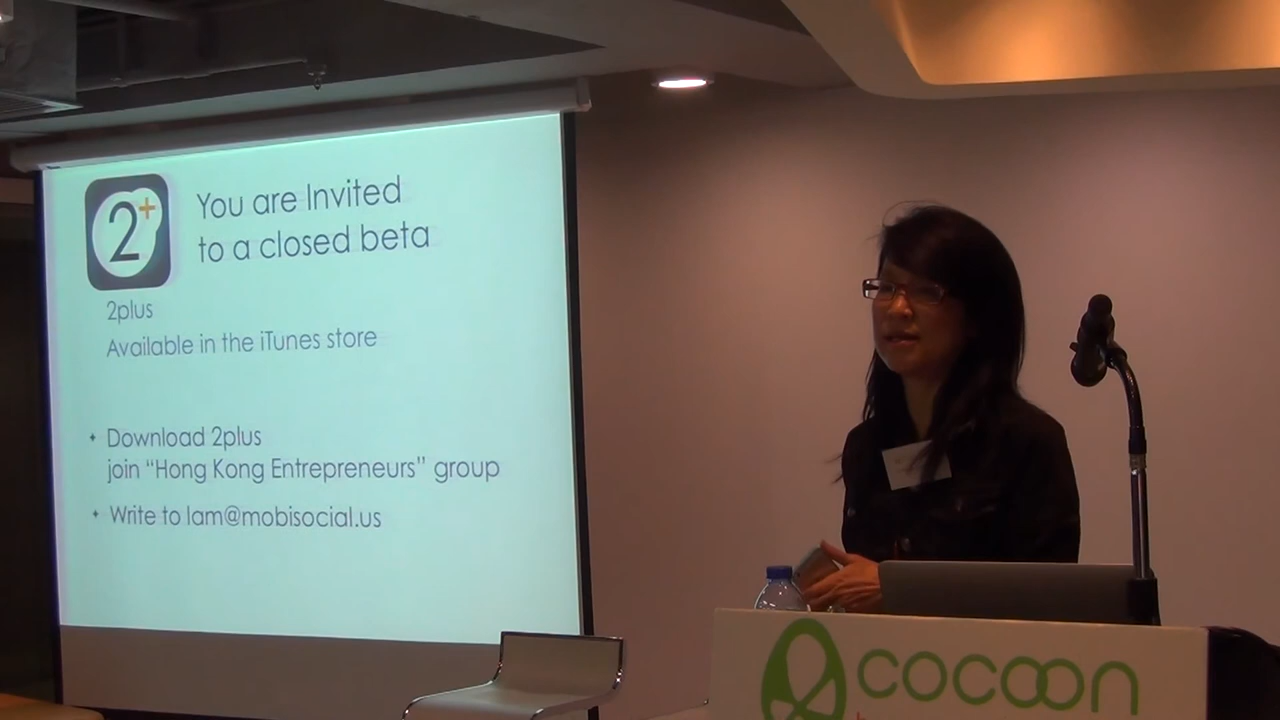 2+
You are Invited
to a closed beta
2plus
Available in the iTunes store
+ Download 2plus
join “Hong Kong Entrepreneurs” group
+ Write to lam@mobisocial.us
cocoon